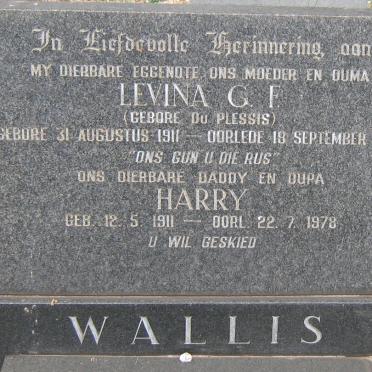 In Liefdevolle Herinnering aan
MY DIERBARE EGGENOTE, ONS MOEDER EN OUMA
LEVINA G. F.
(GEBORE DU PLESSIS)
GEBORE 31 AUGUSTUS 1911 — OORLEDE 18 SEPTEMBER
"ONS GUN U DIE RUS"
ONS DIERBARE DADDY EN OUPA
HARRY
GEB. 12. 5. 1911 — OORL. 22. 7. 1978
U WIL GESKIED
WALLIS